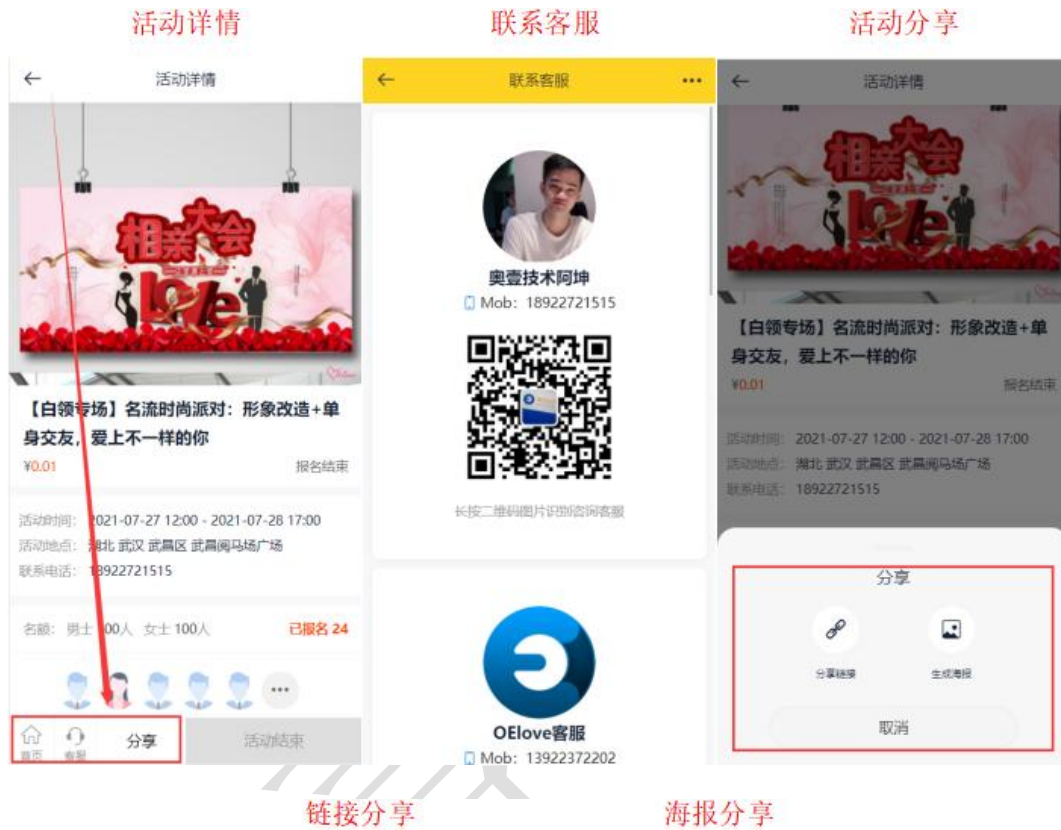 活动详情
联系客服
活动分享
活动详情
相亲
大会
love
【白领专场】名流时尚派对：形象改造+单
身交友，爱上不一样的你
¥0.01
报名结束
活动时间： 2021-07-27 12:00 - 2021-07-28 17:00
活动地点： 湖北 武汉 武昌区 武昌阅马场广场
联系电话： 18922721515
名额： 男士 100人 女士 100人
已报名 24
首页
客服
分享
活动结束
联系客服
奥壹技术阿坤
Mob：18922721515
长按二维码图片识别咨询客服
OElove客服
Mob：13922372202
活动详情
相亲
大会
love
【白领专场】名流时尚派对：形象改造+单
身交友，爱上不一样的你
¥0.01
报名结束
活动时间： 2021-07-27 12:00 - 2021-07-28 17:00
活动地点： 湖北 武汉 武昌区 武昌阅马场广场
联系电话： 18922721515
分享
分享链接
生成海报
取消
链接分享
海报分享